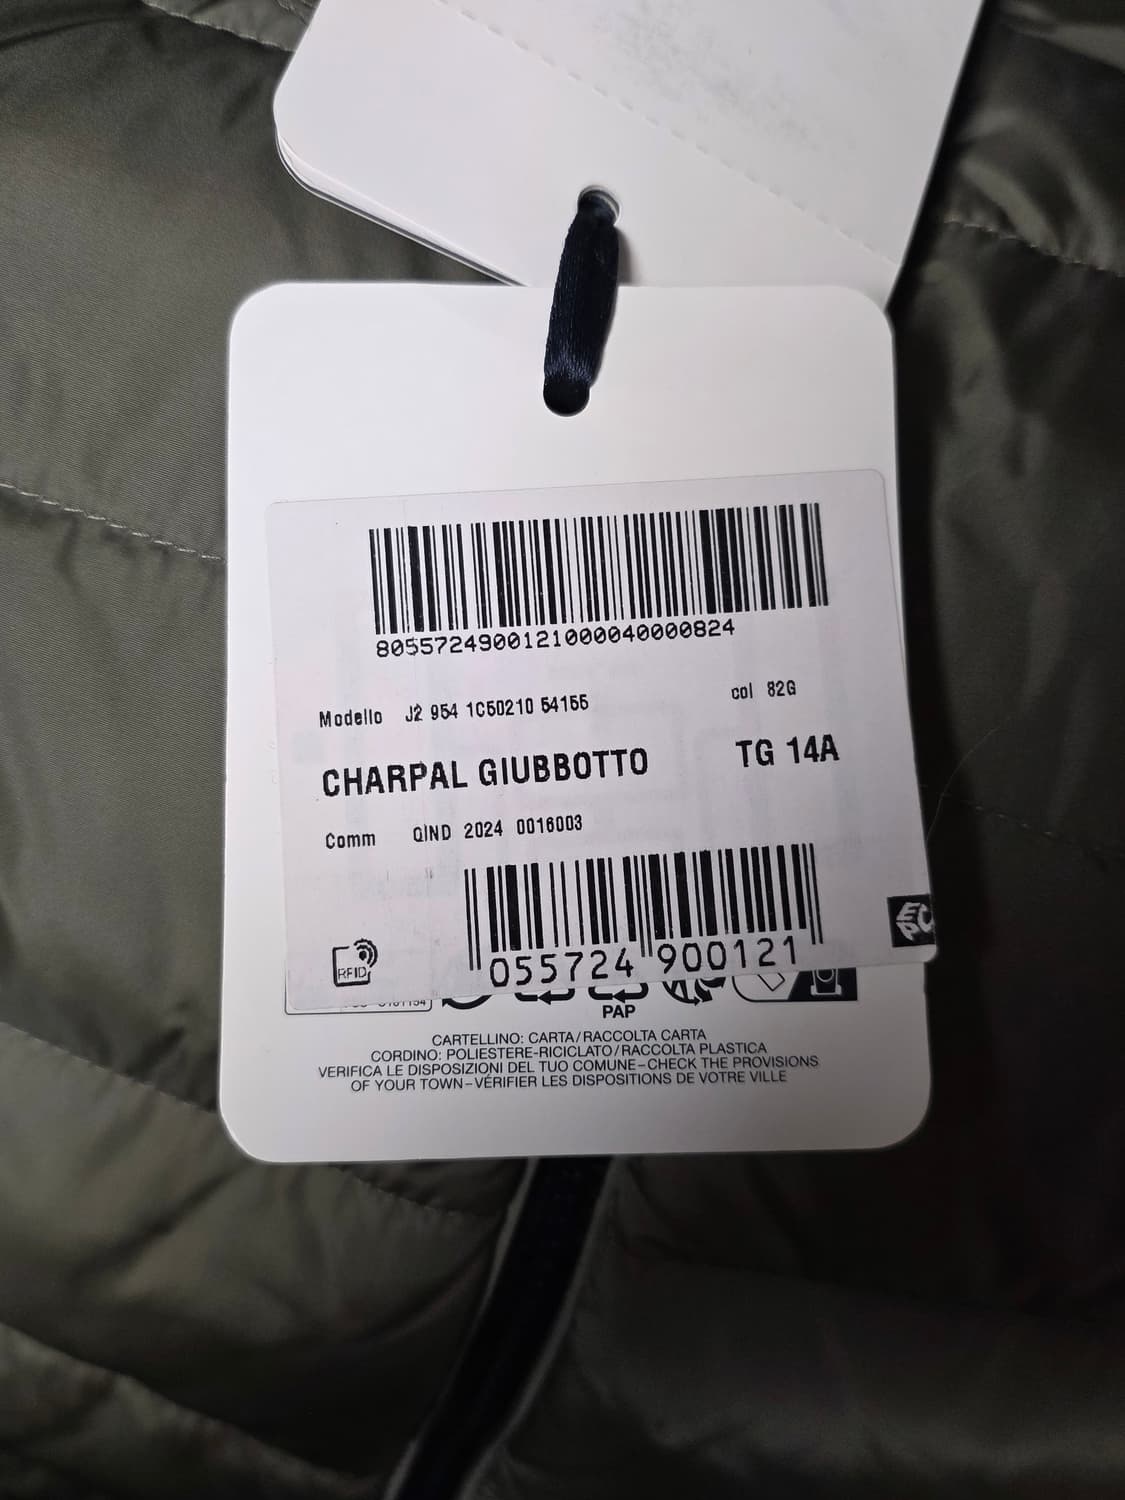 8055724900121000040000824
Modello J2 954 1C50210 54155 col 82G
CHARPAL GIUBBOTTO TG 14A
Comm QIND 2024 0016003
RFID
055724 900121
PAP
CARTELLINO: CARTA/RACCOLTA CARTA
CORDINO: POLIESTERE-RICICLATO/RACCOLTA PLASTICA
VERIFICA LE DISPOSIZIONI DEL TUO COMUNE–CHECK THE PROVISIONS
OF YOUR TOWN–VÉRIFIER LES DISPOSITIONS DE VOTRE VILLE